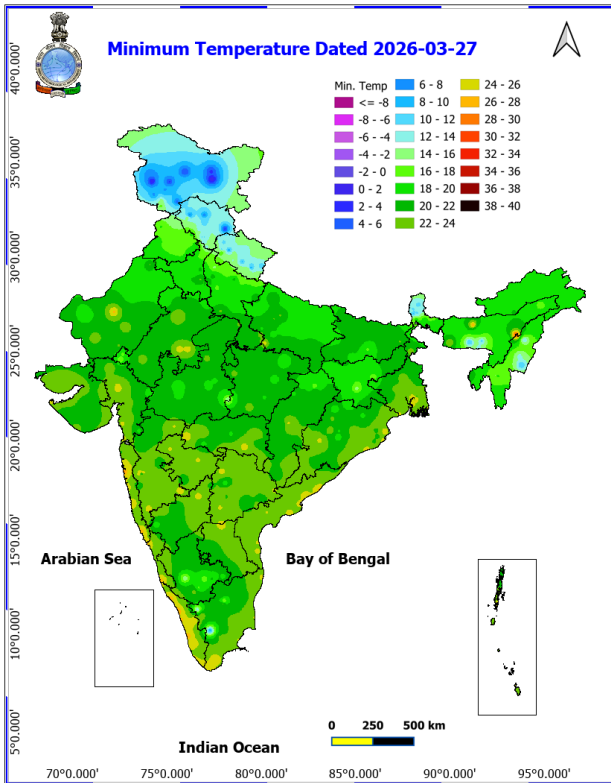 Minimum Temperature Dated 2026-03-27
Min. Temp
<= -8
-8 - -6
-6 - -4
-4 - -2
-2 - 0
0 - 2
2 - 4
4 - 6
6 - 8
8 - 10
10 - 12
12 - 14
14 - 16
16 - 18
18 - 20
20 - 22
22 - 24
24 - 26
26 - 28
28 - 30
30 - 32
32 - 34
34 - 36
36 - 38
38 - 40
40°0.000'
35°0.000'
30°0.000'
25°0.000'
20°0.000'
15°0.000'
10°0.000'
5°0.000'
Arabian Sea
Bay of Bengal
0 250 500 km
Indian Ocean
70°0.000' 75°0.000' 80°0.000' 85°0.000' 90°0.000' 95°0.000'